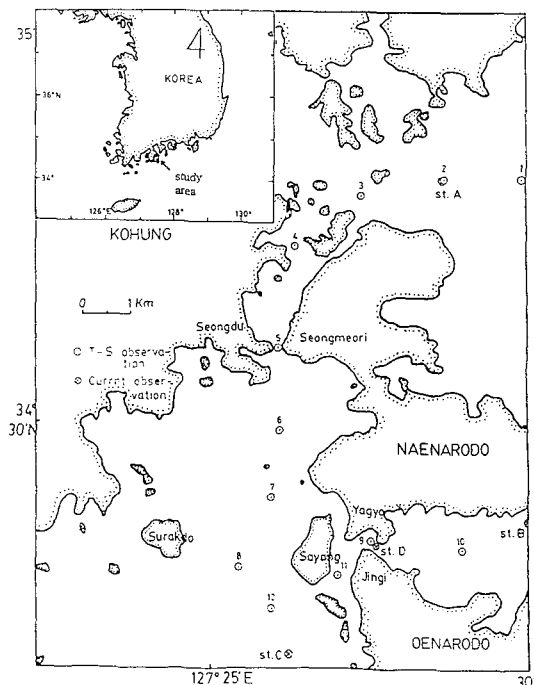 35
4
KOREA
36°N
34°
study
area
126°E
128°
130°
KOHUNG
1
2
st. A
3
4
0 1 Km
Seongdu
5
Seongmeori
T-S observa-
tion
Current obser-
vation
34°
30'N
6
NAENARODO
7
Yagyo
st. B
Surakdo
9
st. D
10
8
Sayang
11
Jingi
12
OENARODO
st. C
127° 25' E
30